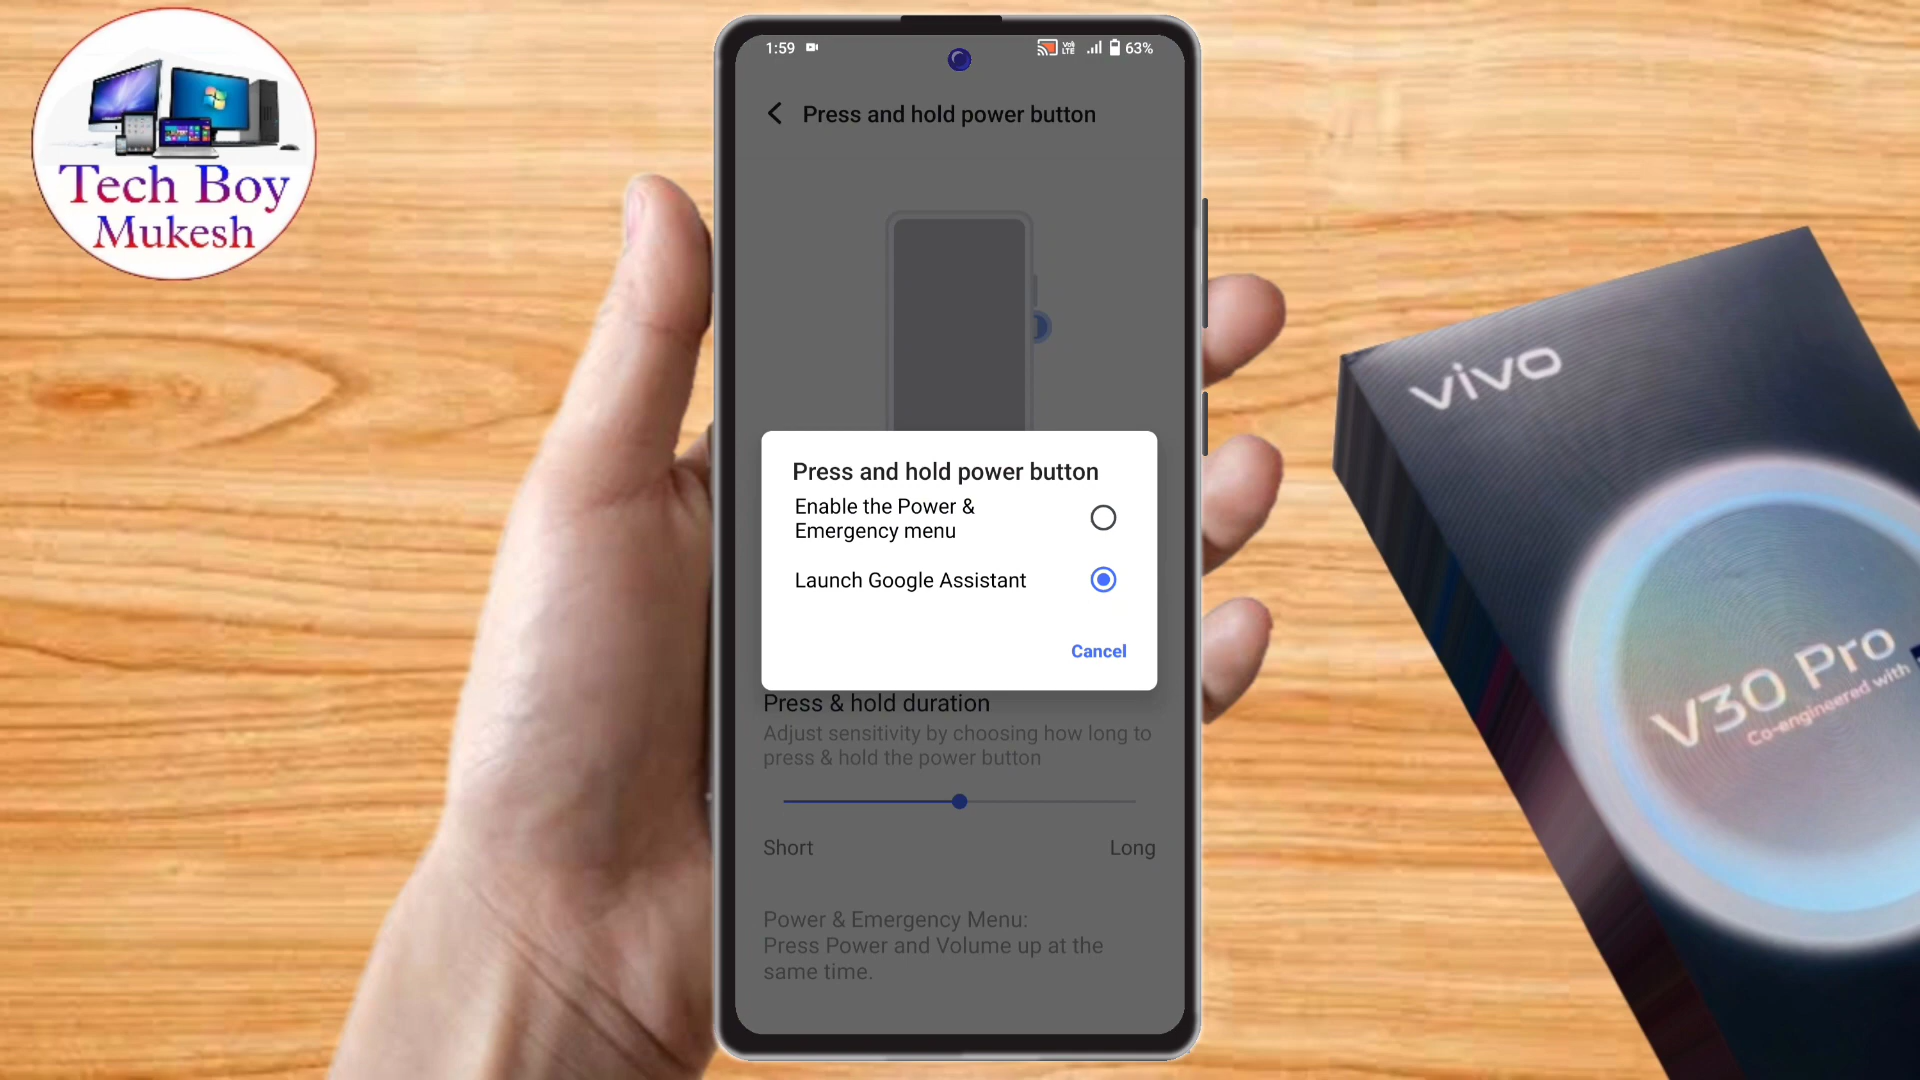 Tech Boy
Mukesh
1:59
Vo)
LTE
63%
Press and hold power button
Press and hold power button
Enable the Power &
Emergency menu
Launch Google Assistant
Cancel
Press & hold duration
Adjust sensitivity by choosing how long to
press & hold the power button
Short
Long
Power & Emergency Menu:
Press Power and Volume up at the
same time.
vivo
V30 Pro
Co-engineered with